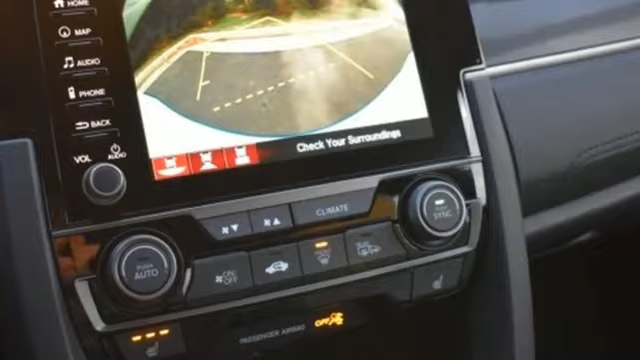 HOME
MAP
AUDIO
PHONE
BACK
VOL
AUDIO
Check Your Surroundings
CLIMATE
SYNC
AUTO
ON/
OFF
PASSENGER AIRBAG
OFF